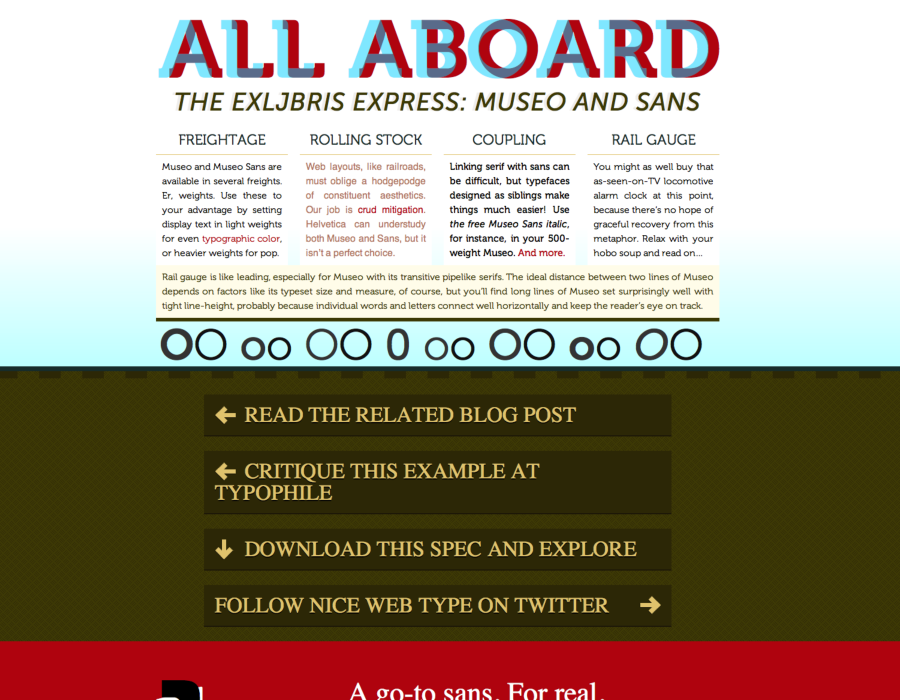 ALL ABOARD
THE EXLJBRIS EXPRESS: MUSEO AND SANS
FREIGHTAGE
Museo and Museo Sans are
available in several freights.
Er, weights. Use these to
your advantage by setting
display text in light weights
for even typographic color,
or heavier weights for pop.
ROLLING STOCK
Web layouts, like railroads,
must oblige a hodgepodge
of constituent aesthetics.
Our job is crud mitigation.
Helvetica can understudy
both Museo and Sans, but it
isn't a perfect choice.
COUPLING
Linking serif with sans can
be difficult, but typefaces
designed as siblings make
things much easier! Use
the free Museo Sans italic,
for instance, in your 500-
weight Museo. And more.
RAIL GAUGE
You might as well buy that
as-seen-on-TV locomotive
alarm clock at this point,
because there's no hope of
graceful recovery from this
metaphor. Relax with your
hobo soup and read on...
Rail gauge is like leading, especially for Museo with its transitive pipelike serifs. The ideal distance between two lines of Museo
depends on factors like its typeset size and measure, of course, but you'll find long lines of Museo set surprisingly well with
tight line-height, probably because individual words and letters connect well horizontally and keep the reader's eye on track.
← READ THE RELATED BLOG POST
← CRITIQUE THIS EXAMPLE AT
TYPOPHILE
↓ DOWNLOAD THIS SPEC AND EXPLORE
FOLLOW NICE WEB TYPE ON TWITTER →
A go-to sans. For real.